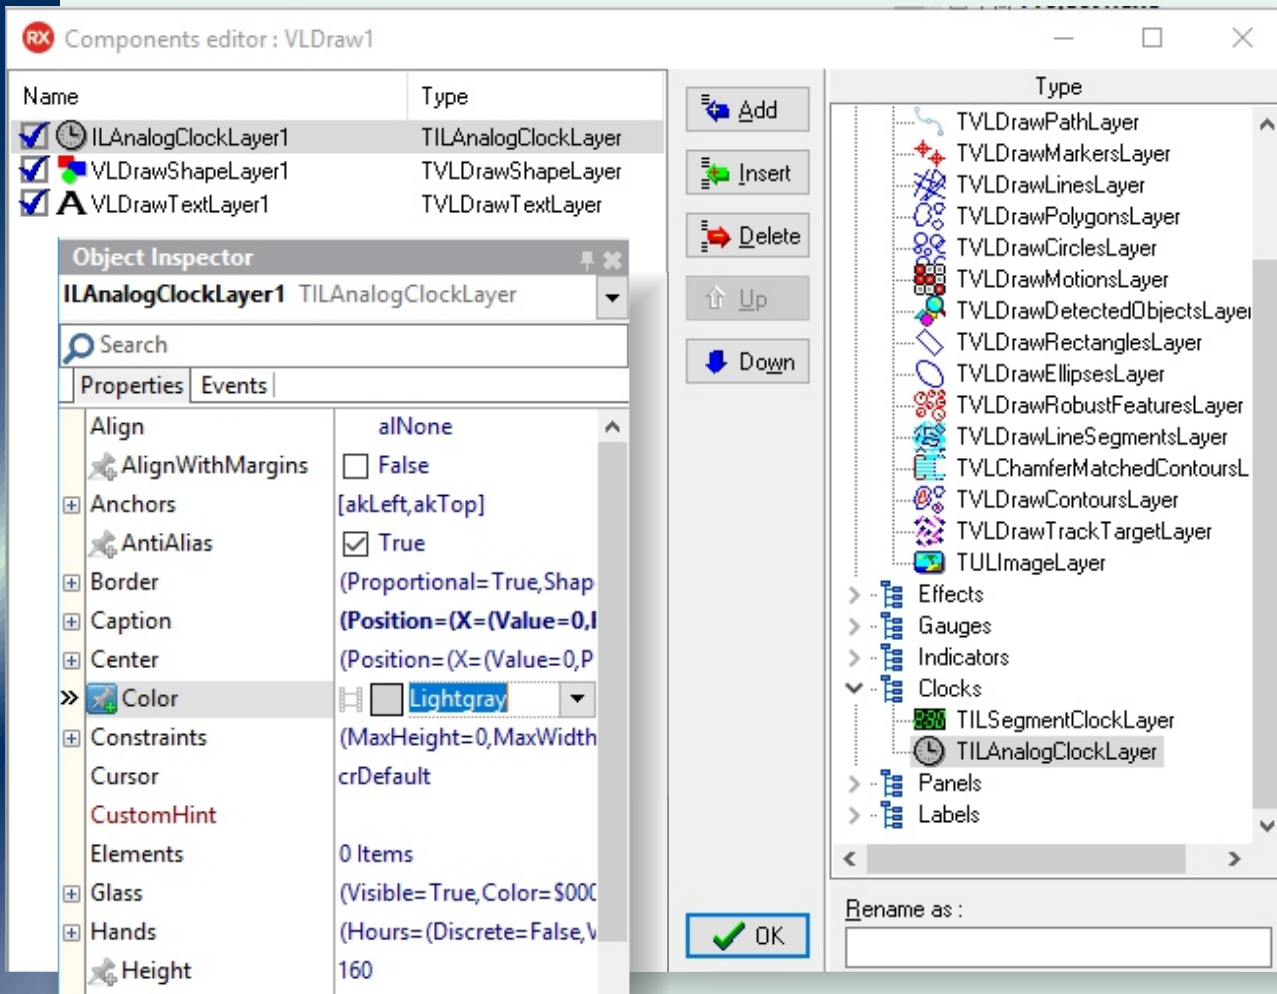 RX Components editor : VLDraw1
Name Type
ILAnalogClockLayer1 TILAnalogClockLayer
VLDrawShapeLayer1 TVLDrawShapeLayer
VLDrawTextLayer1 TVLDrawTextLayer
Object Inspector
ILAnalogClockLayer1 TILAnalogClockLayer
Search
Properties Events
Align alNone
AlignWithMargins False
Anchors [akLeft,akTop]
AntiAlias True
Border (Proportional=True,Shap
Caption (Position=(X=(Value=0,
Center (Position=(X=(Value=0,P
Color Lightgray
Constraints (MaxHeight=0,MaxWidth
Cursor crDefault
CustomHint
Elements 0 Items
Glass (Visible=True,Color=$000
Hands (Hours=(Discrete=False,V
Height 160
Add
Insert
Delete
Up
Down
OK
Type
TVLDrawPathLayer
TVLDrawMarkersLayer
TVLDrawLinesLayer
TVLDrawPolygonsLayer
TVLDrawCirclesLayer
TVLDrawMotionsLayer
TVLDrawDetectedObjectsLayer
TVLDrawRectanglesLayer
TVLDrawEllipsesLayer
TVLDrawRobustFeaturesLayer
TVLDrawLineSegmentsLayer
TVLChamferMatchedContoursL
TVLDrawContoursLayer
TVLDrawTrackTargetLayer
TULImageLayer
Effects
Gauges
Indicators
Clocks
TILSegmentClockLayer
TILAnalogClockLayer
Panels
Labels
Rename as :